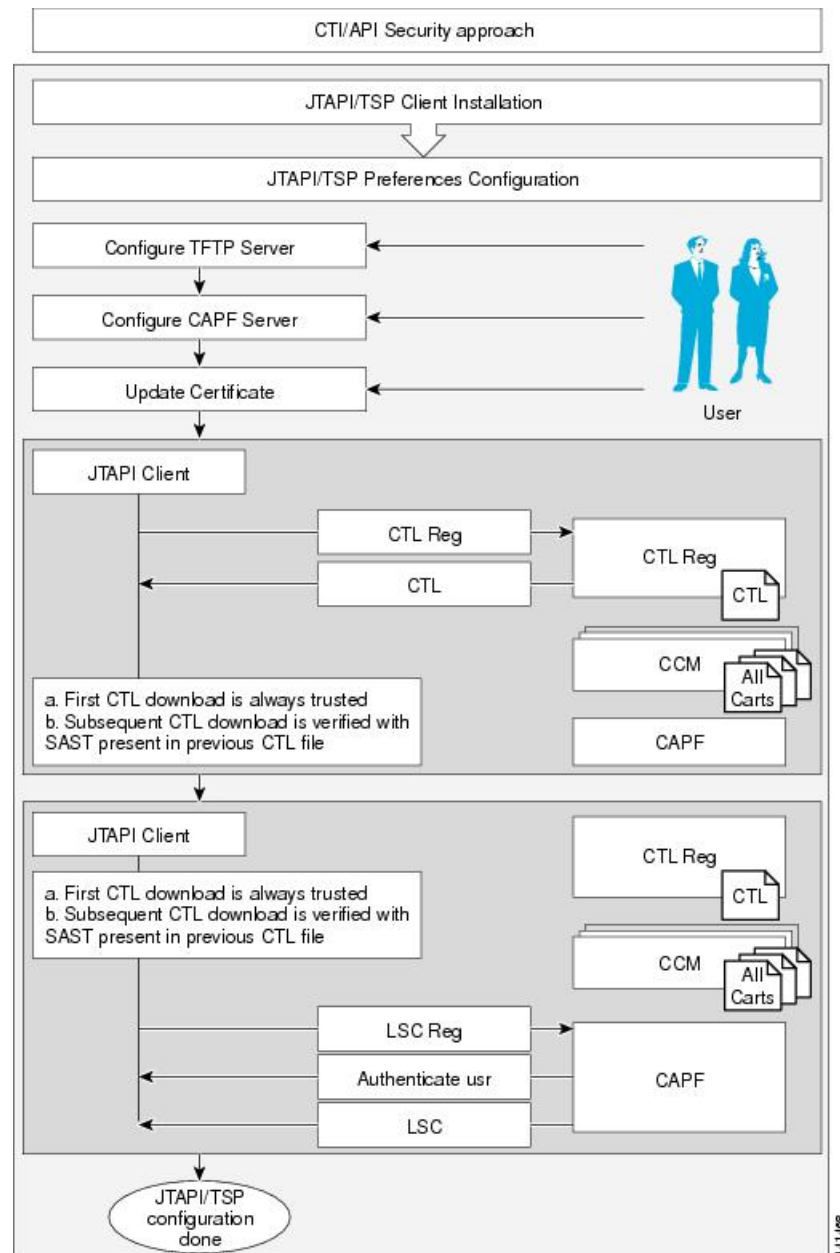 CTI/API Security approach
JTAPI/TSP Client Installation
JTAPI/TSP Preferences Configuration
Configure TFTP Server
Configure CAPF Server
Update Certificate
User
JTAPI Client
CTL Reg
CTL Reg
CTL
CTL
CCM
All
Carts
a. First CTL download is always trusted
b. Subsequent CTL download is verified with
SAST present in previous CTL file
CAPF
JTAPI Client
CTL Reg
a. First CTL download is always trusted
b. Subsequent CTL download is verified with
SAST present in previous CTL file
CTL
CCM
All
Carts
LSC Reg
Authenticate usr
CAPF
LSC
JTAPI/TSP
configuration
done